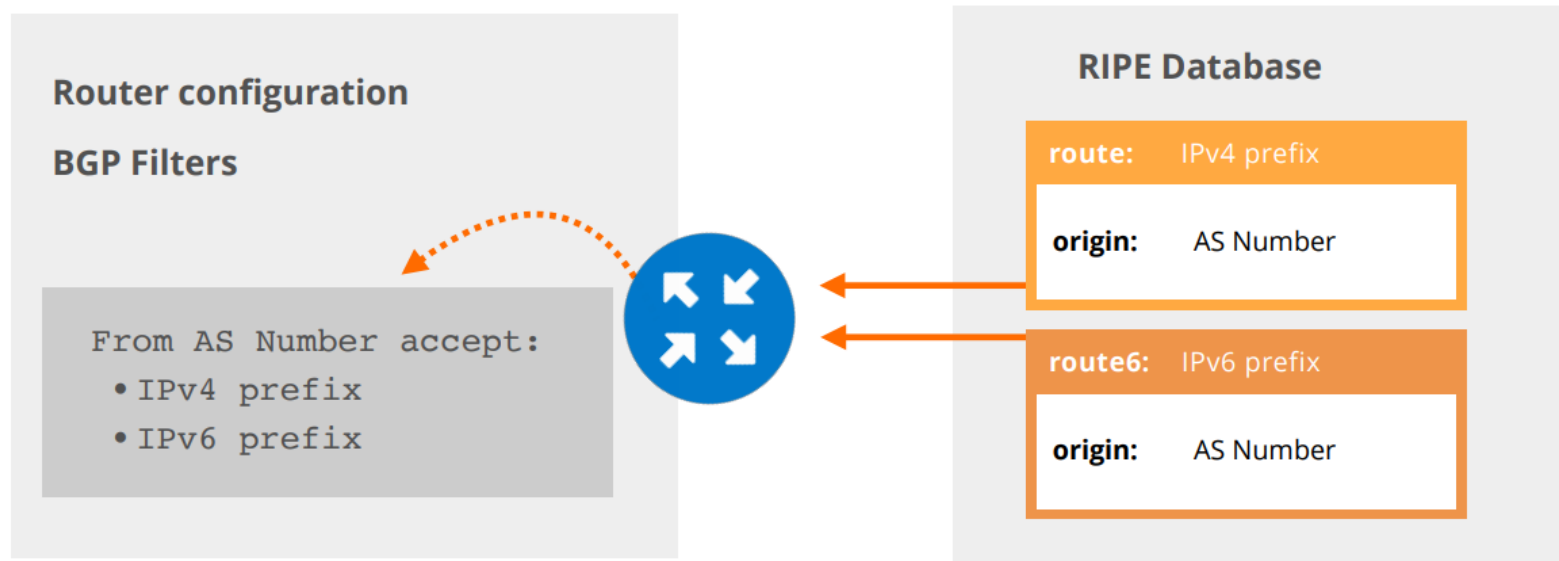 Router configuration
BGP Filters
From AS Number accept:
• IPv4 prefix
• IPv6 prefix
RIPE Database
route: IPv4 prefix
origin: AS Number
route6: IPv6 prefix
origin: AS Number